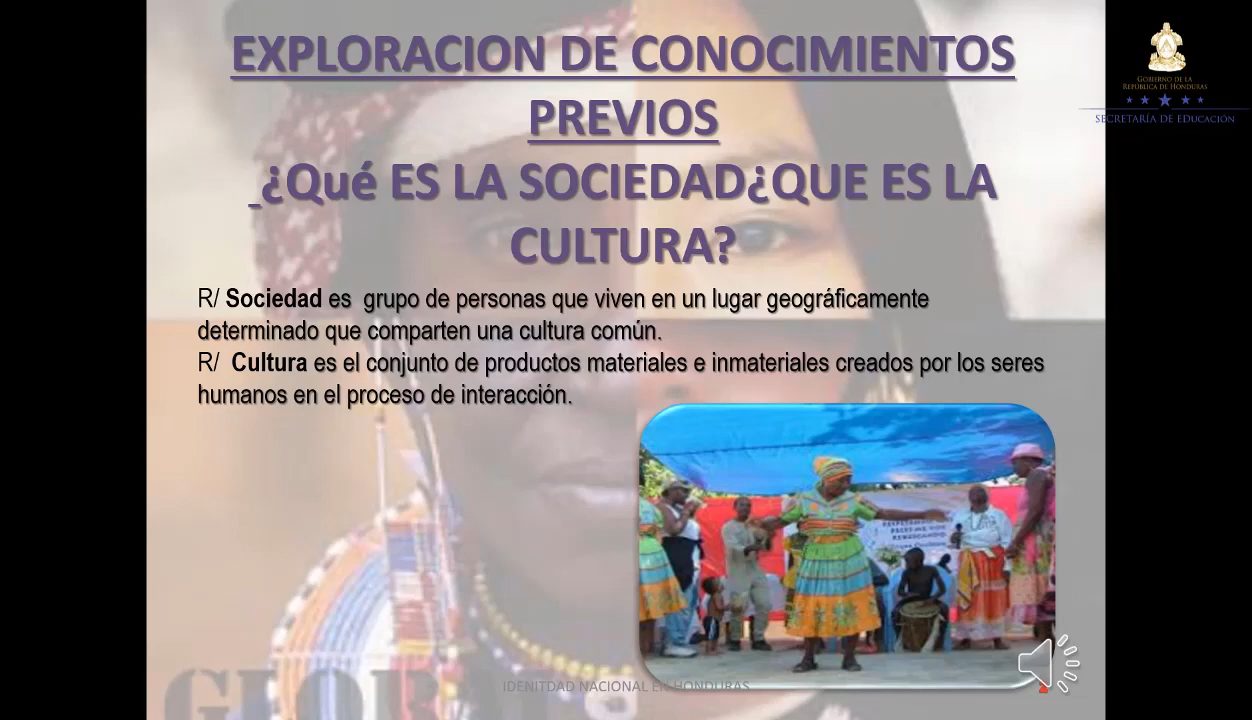 EXPLORACION DE CONOCIMIENTOS
PREVIOS
¿Qué ES LA SOCIEDAD¿QUE ES LA
CULTURA?
R/ Sociedad es grupo de personas que viven en un lugar geográficamente
determinado que comparten una cultura común.
R/ Cultura es el conjunto de productos materiales e inmateriales creados por los seres
humanos en el proceso de interacción.
IDENITDAD NACIONAL EN HONDURAS
GOBIERNO DE LA
REPÚBLICA DE HONDURAS
SECRETARÍA DE EDUCACIÓN